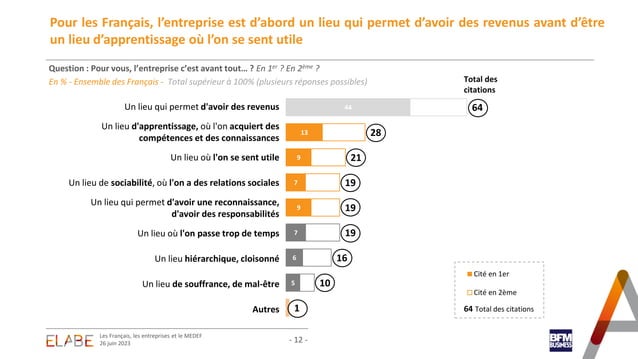 Pour les Français, l’entreprise est d’abord un lieu qui permet d’avoir des revenus avant d’être
un lieu d’apprentissage où l’on se sent utile
Question : Pour vous, l’entreprise c’est avant tout… ? En 1er ? En 2ème ?
En % - Ensemble des Français - Total supérieur à 100% (plusieurs réponses possibles)
Total des
citations
Un lieu qui permet d'avoir des revenus
44
64
Un lieu d'apprentissage, où l'on acquiert des
compétences et des connaissances
13
28
Un lieu où l'on se sent utile
9
21
Un lieu de sociabilité, où l'on a des relations sociales
7
19
Un lieu qui permet d'avoir une reconnaissance,
d'avoir des responsabilités
9
19
Un lieu où l'on passe trop de temps
7
19
Un lieu hiérarchique, cloisonné
6
16
Un lieu de souffrance, de mal-être
5
10
Autres
1
Cité en 1er
Cité en 2ème
64 Total des citations
ELABE
Les Français, les entreprises et le MEDEF
26 juin 2023
- 12 -
BFM
BUSINESS